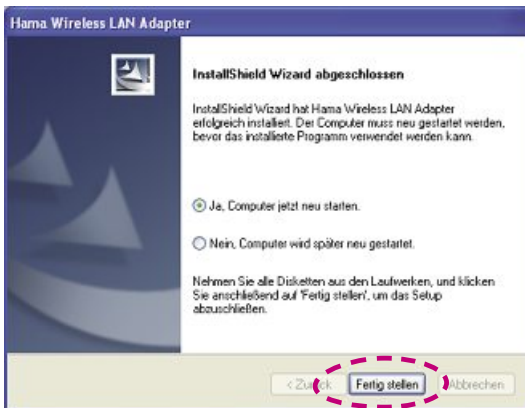 Hama Wireless LAN Adapter
InstallShield Wizard abgeschlossen
InstallShield Wizard hat Hama Wireless LAN Adapter
erfolgreich installiert. Der Computer muss neu gestartet werden,
bevor das installierte Programm verwendet werden kann.
Ja, Computer jetzt neu starten.
Nein, Computer wird später neu gestartet.
Nehmen Sie alle Disketten aus den Laufwerken, und klicken
Sie anschließend auf 'Fertig stellen', um das Setup
abzuschließen.
< Zurück Fertig stellen Abbrechen